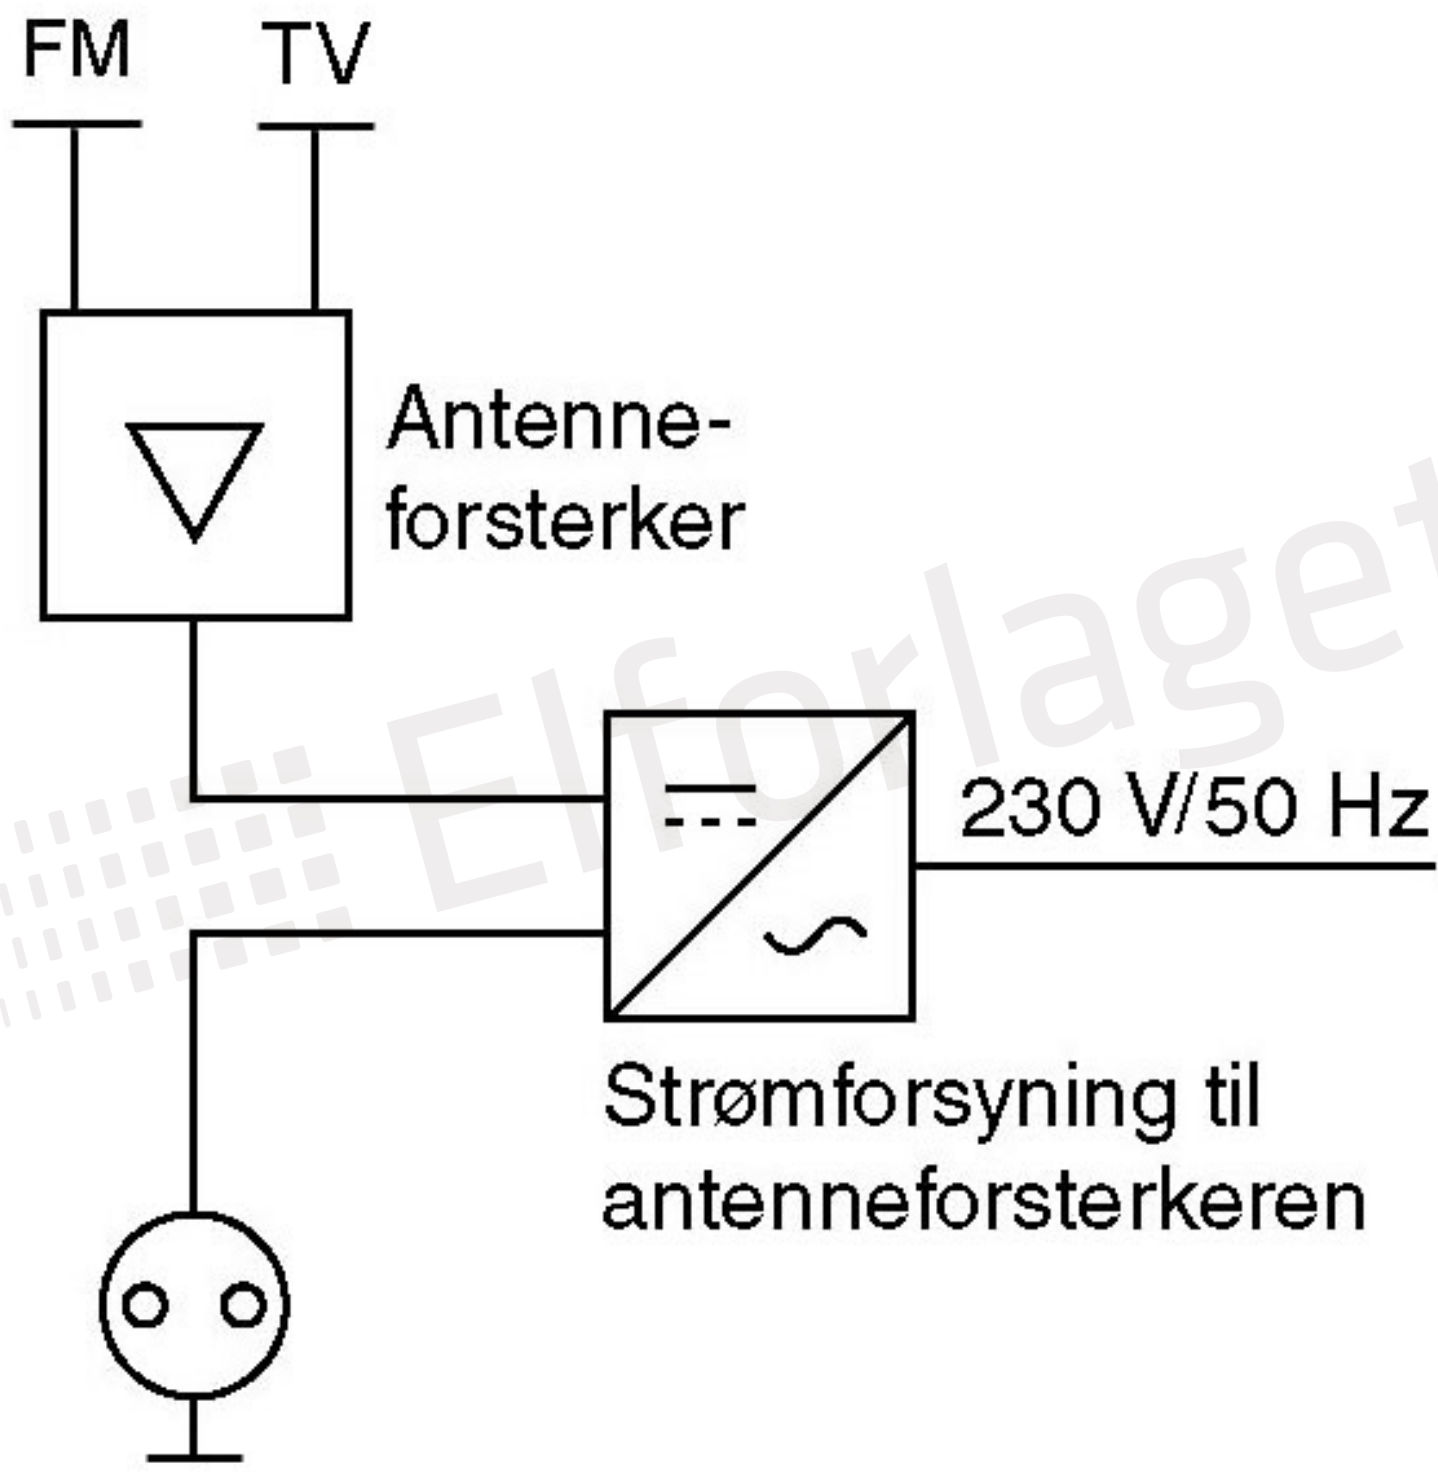 FM TV
Antenne-
forsterker
Elforlaget
230 V/50 Hz
Strømforsyning til
antenneforsterkeren